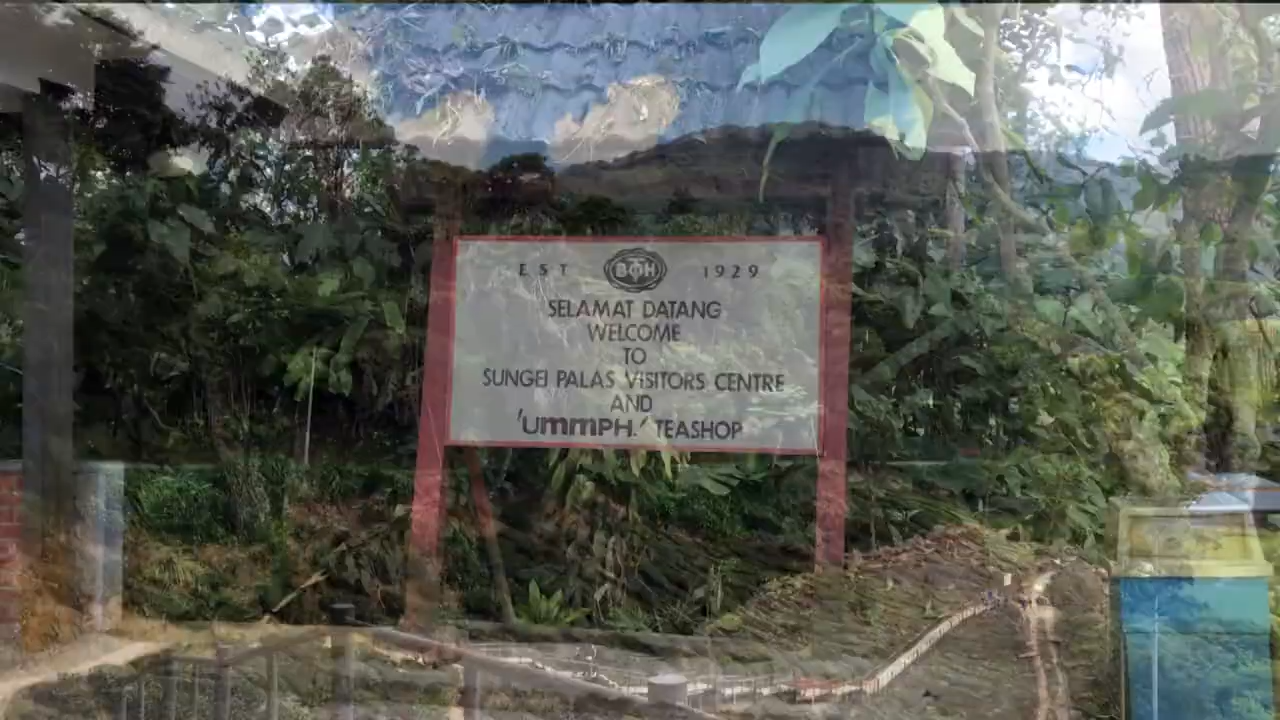 EST BOH 1929
SELAMAT DATANG
WELCOME
TO
SUNGEI PALAS VISITORS CENTRE
AND
'UMMPH.' TEASHOP